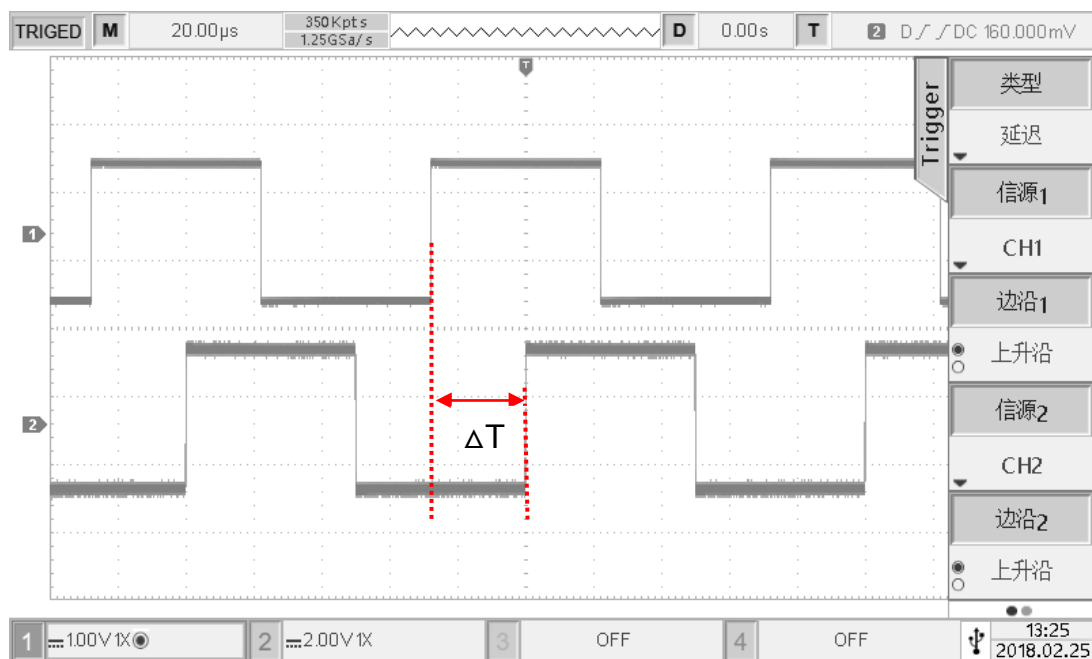 TRIGED M 20.00μs 350Kpts D 0.00s T 2 D DC 160.000mV
1.25GSa/s
T
Trigger
类型
延迟
信源1
CH1
边沿1
上升沿
信源2
CH2
边沿2
上升沿
1
2
△T
1 1.00V 1X 2 2.00V 1X 3 OFF 4 OFF
13:25
2018.02.25